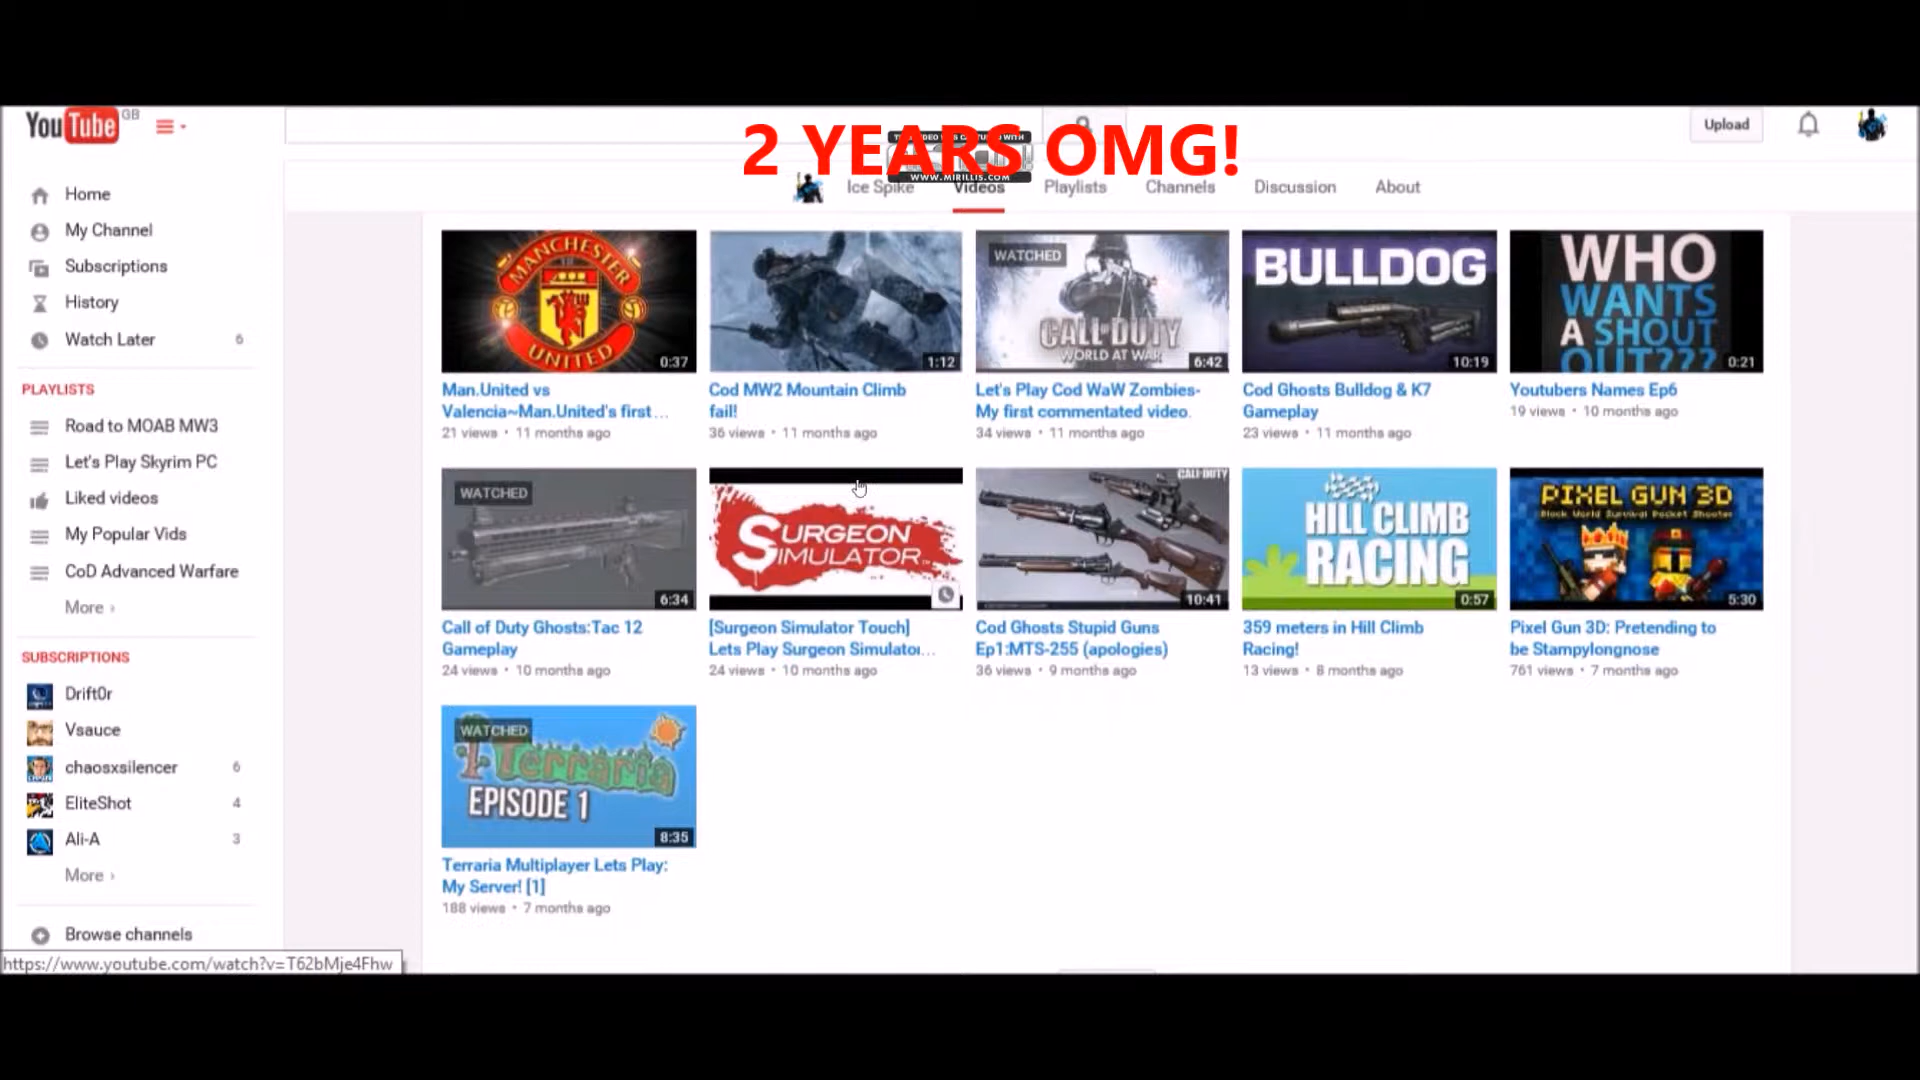 YouTube GB
2 YEARS OMG!
WWW.MIRILLIS.COM
Upload
Ice Spike
Videos
Playlists
Channels
Discussion
About
Home
My Channel
Subscriptions
History
Watch Later 6
PLAYLISTS
Road to MOAB MW3
Let's Play Skyrim PC
Liked videos
My Popular Vids
CoD Advanced Warfare
More ›
SUBSCRIPTIONS
Drift0r
Vsauce
chaosxsilencer 6
EliteShot 4
Ali-A 3
More ›
Browse channels
https://www.youtube.com/watch?v=T62bMje4Fhw
MANCHESTER
UNITED
0:37
Man.United vs
Valencia~Man.United's first ...
21 views • 11 months ago
1:12
Cod MW2 Mountain Climb
fail!
36 views • 11 months ago
WATCHED
CALL OF DUTY
WORLD AT WAR
6:42
Let's Play Cod WaW Zombies-
My first commentated video.
34 views • 11 months ago
BULLDOG
10:19
Cod Ghosts Bulldog & K7
Gameplay
23 views • 11 months ago
WHO
WANTS
A SHOUT
OUT???
0:21
Youtubers Names Ep6
19 views • 10 months ago
WATCHED
6:34
Call of Duty Ghosts:Tac 12
Gameplay
24 views • 10 months ago
SURGEON
SIMULATOR
[Surgeon Simulator Touch]
Lets Play Surgeon Simulator...
24 views • 10 months ago
CALL OF DUTY
10:41
Cod Ghosts Stupid Guns
Ep1:MTS-255 (apologies)
36 views • 9 months ago
HILL CLIMB
RACING
0:57
359 meters in Hill Climb
Racing!
13 views • 8 months ago
PIXEL GUN 3D
Block World Survival Pocket Shooter
5:30
Pixel Gun 3D: Pretending to
be Stampylongnose
761 views • 7 months ago
WATCHED
Terraria
EPISODE 1
8:35
Terraria Multiplayer Lets Play:
My Server! [1]
188 views • 7 months ago